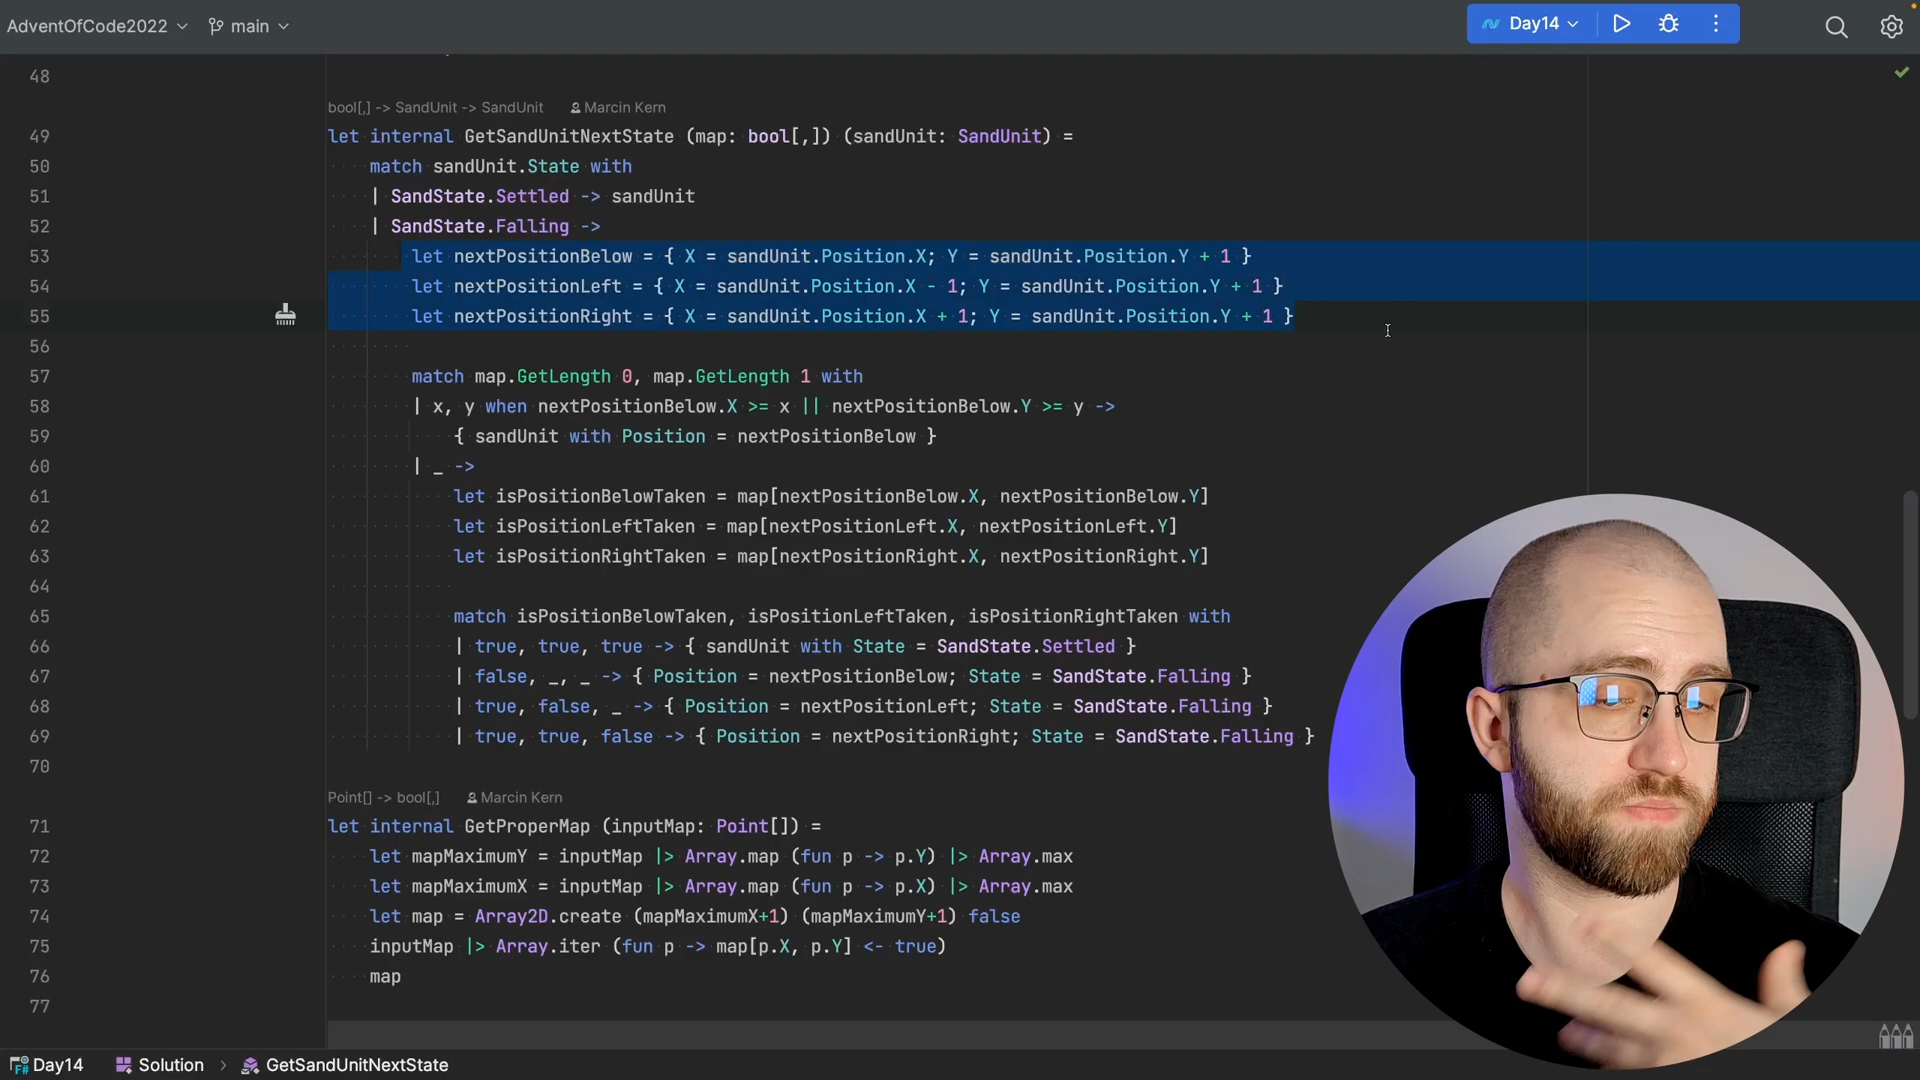 AdventOfCode2022 main Day14
48
bool[,] -> SandUnit -> SandUnit Marcin Kern
49 let internal GetSandUnitNextState (map: bool[,]) (sandUnit: SandUnit) =
50 match sandUnit.State with
51 | SandState.Settled -> sandUnit
52 | SandState.Falling ->
53 let nextPositionBelow = { X = sandUnit.Position.X; Y = sandUnit.Position.Y + 1 }
54 let nextPositionLeft = { X = sandUnit.Position.X - 1; Y = sandUnit.Position.Y + 1 }
55 let nextPositionRight = { X = sandUnit.Position.X + 1; Y = sandUnit.Position.Y + 1 }
56
57 match map.GetLength 0, map.GetLength 1 with
58 | x, y when nextPositionBelow.X >= x || nextPositionBelow.Y >= y ->
59 { sandUnit with Position = nextPositionBelow }
60 | _ ->
61 let isPositionBelowTaken = map[nextPositionBelow.X, nextPositionBelow.Y]
62 let isPositionLeftTaken = map[nextPositionLeft.X, nextPositionLeft.Y]
63 let isPositionRightTaken = map[nextPositionRight.X, nextPositionRight.Y]
64
65 match isPositionBelowTaken, isPositionLeftTaken, isPositionRightTaken with
66 | true, true, true -> { sandUnit with State = SandState.Settled }
67 | false, _, _ -> { Position = nextPositionBelow; State = SandState.Falling }
68 | true, false, _ -> { Position = nextPositionLeft; State = SandState.Falling }
69 | true, true, false -> { Position = nextPositionRight; State = SandState.Falling }
70
Point[] -> bool[,] Marcin Kern
71 let internal GetProperMap (inputMap: Point[]) =
72 let mapMaximumY = inputMap |> Array.map (fun p -> p.Y) |> Array.max
73 let mapMaximumX = inputMap |> Array.map (fun p -> p.X) |> Array.max
74 let map = Array2D.create (mapMaximumX+1) (mapMaximumY+1) false
75 inputMap |> Array.iter (fun p -> map[p.X, p.Y] <- true)
76 map
77
F# Day14 Solution > GetSandUnitNextState